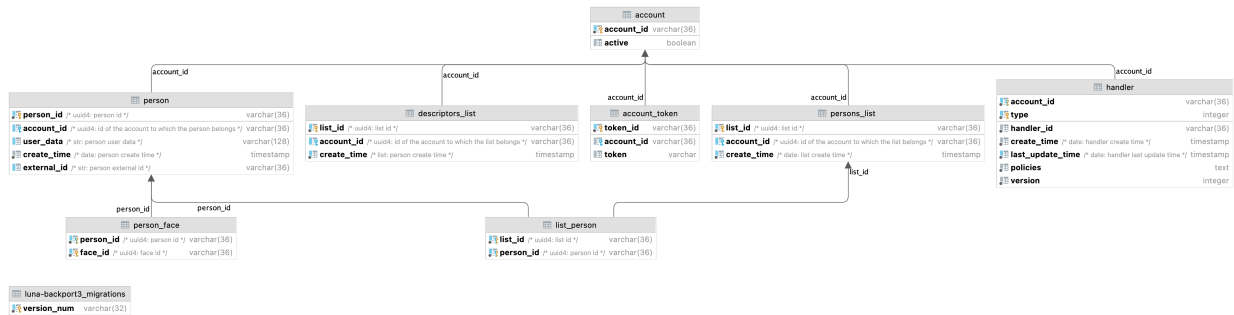 account
account_id varchar(36)
active boolean
account_id
account_id
account_id
account_id
account_id
person
person_id /* uuid4: person id */ varchar(36)
account_id /* uuid4: id of the account to which the person belongs */ varchar(36)
user_data /* str: person user data */ varchar(128)
create_time /* date: person create time */ timestamp
external_id /* str: person external id */ varchar(36)
descriptors_list
list_id /* uuid4: list id */ varchar(36)
account_id /* uuid4: id of the account to which the list belongs */ varchar(36)
create_time /* list: person create time */ timestamp
account_token
token_id varchar(36)
account_id varchar(36)
token varchar
persons_list
list_id /* uuid4: list id */ varchar(36)
account_id /* uuid4: id of the account to which the list belongs */ varchar(36)
create_time /* date: list create time */ timestamp
handler
account_id varchar(36)
type integer
handler_id varchar(36)
create_time /* date: handler create time */ timestamp
last_update_time /* date: handler last update time */ timestamp
policies text
version integer
person_id
person_id
list_id
person_face
person_id /* uuid4: person id */ varchar(36)
face_id /* uuid4: face id */ varchar(36)
list_person
list_id /* uuid4: list id */ varchar(36)
person_id /* uuid4: person id */ varchar(36)
luna-backport3_migrations
version_num varchar(32)